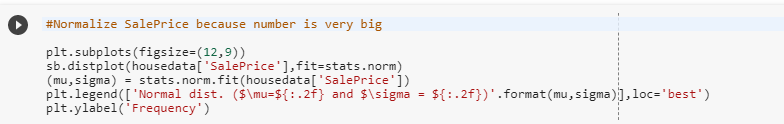 #Normalize SalePrice because number is very big
plt.subplots(figsize=(12,9))
sb.distplot(housedata['SalePrice'],fit=stats.norm)
(mu,sigma) = stats.norm.fit(housedata['SalePrice'])
plt.legend(['Normal dist. ($\mu=${:.2f} and $\sigma = ${:.2f})'.format(mu,sigma)],loc='best')
plt.ylabel('Frequency')